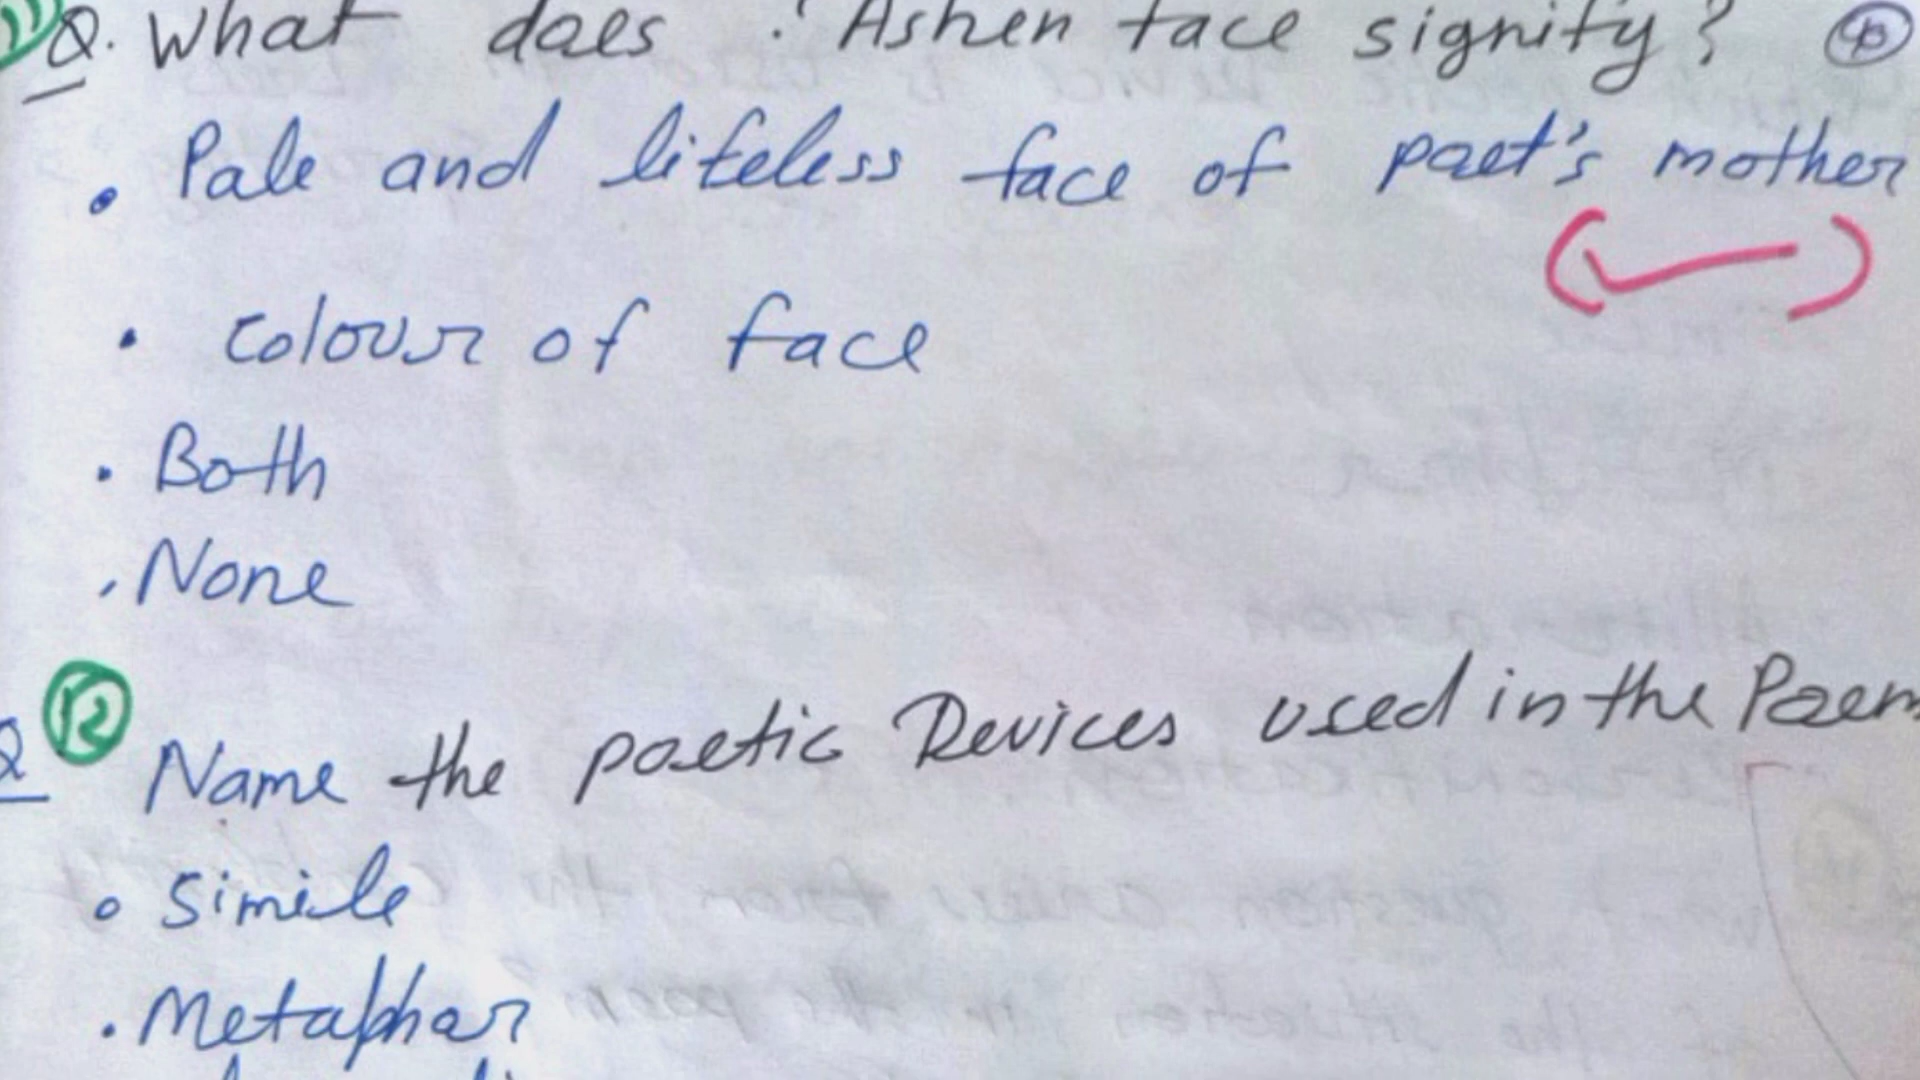 11 Q. What does 'Ashen face signify?
• Pale and lifeless face of poet's mother
(✓)
• Colour of face
• Both
• None
Q 12 Name the poetic Devices used in the Poem
• Simile
• Metaphor